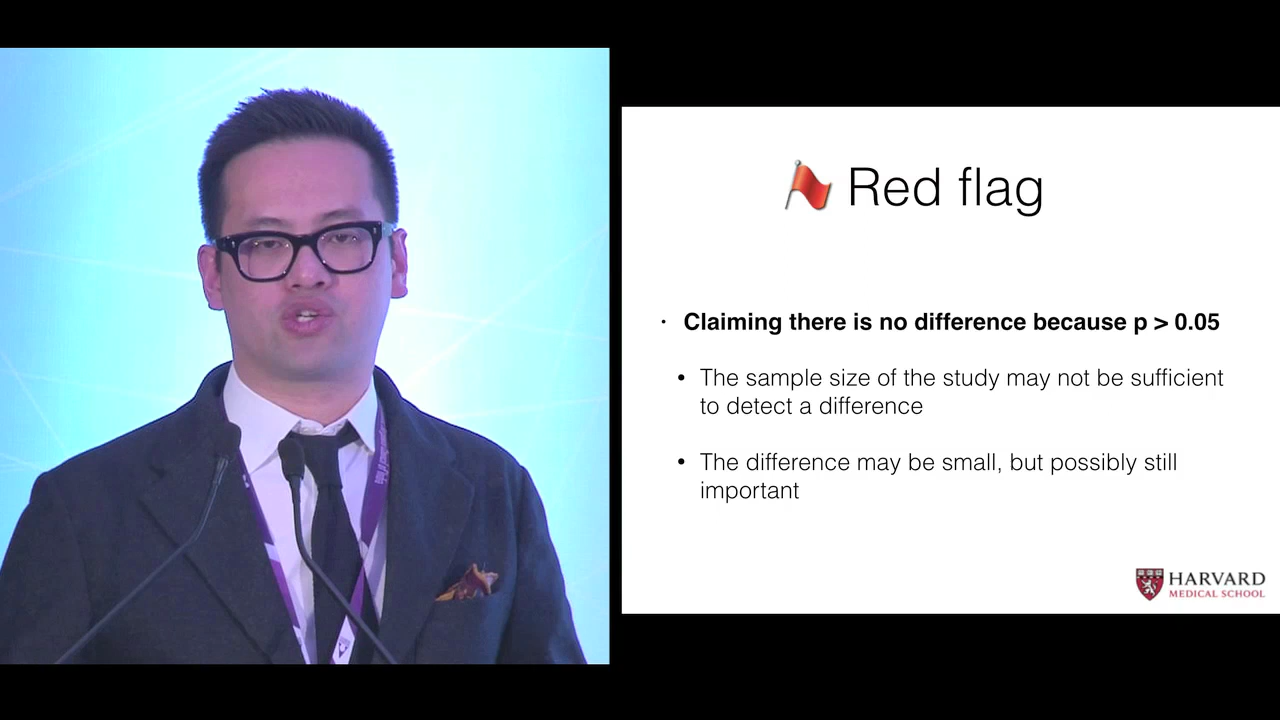 Red flag
· Claiming there is no difference because p > 0.05
• The sample size of the study may not be sufficient
to detect a difference
• The difference may be small, but possibly still
important
HARVARD
MEDICAL SCHOOL